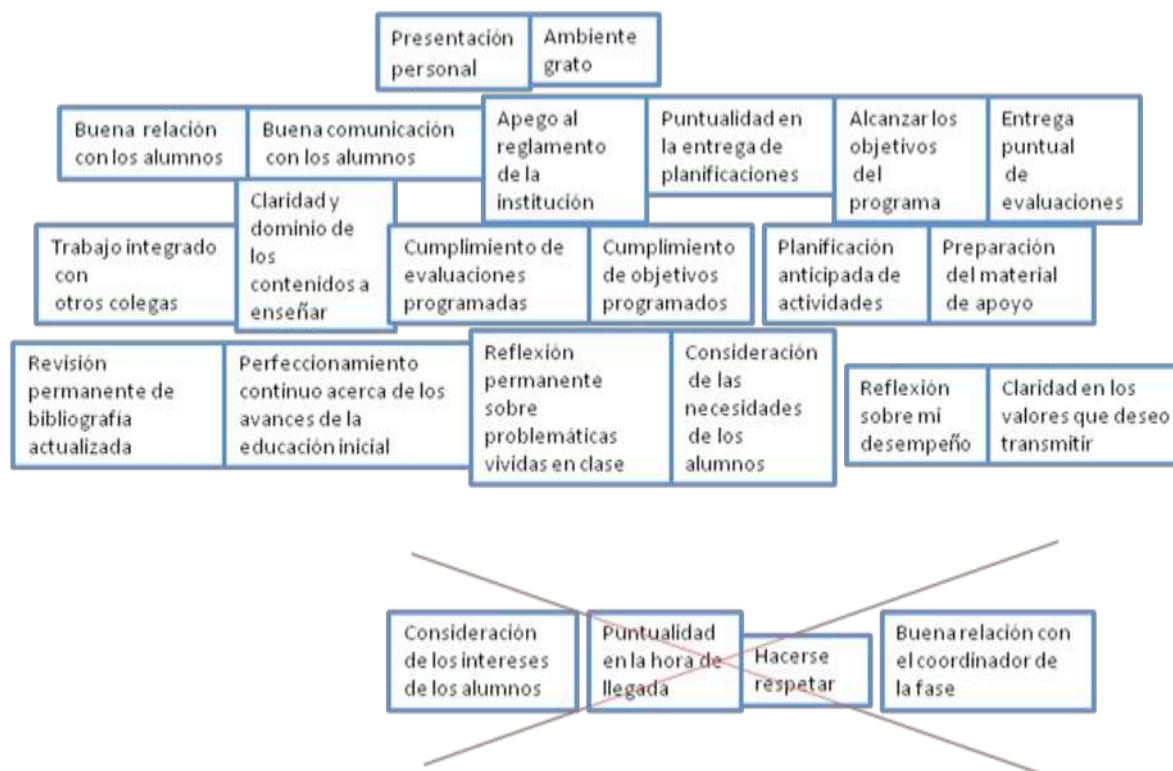 Presentación
personal
Ambiente
grato
Buena relación
con los alumnos
Buena comunicación
con los alumnos
Apego al
reglamento
de la
institución
Puntualidad en
la entrega de
planificaciones
Alcanzar los
objetivos
del
programa
Entrega
puntual
de
evaluaciones
Trabajo integrado
con
otros colegas
Claridad y
dominio de
los
contenidos a
enseñar
Cumplimiento de
evaluaciones
programadas
Cumplimiento
de objetivos
programados
Planificación
anticipada de
actividades
Preparación
del material
de apoyo
Revisión
permanente de
bibliografía
actualizada
Perfeccionamiento
continuo acerca de los
avances de la
educación inicial
Reflexión
permanente
sobre
problemáticas
vividas en clase
Consideración
de las
necesidades
de los
alumnos
Reflexión
sobre mi
desempeño
Claridad en los
valores que deseo
transmitir
Consideración
de los intereses
de los alumnos
Puntualidad
en la hora de
llegada
Hacerse
respetar
Buena relación con
el coordinador de
la fase